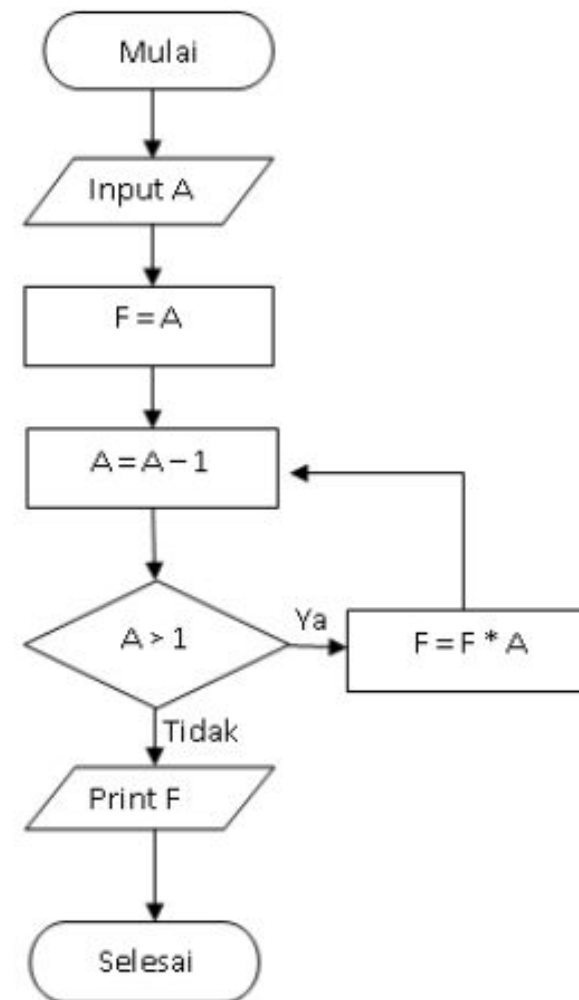 Mulai
Input A
F = A
A = A – 1
A > 1
Ya
F = F * A
Tidak
Print F
Selesai